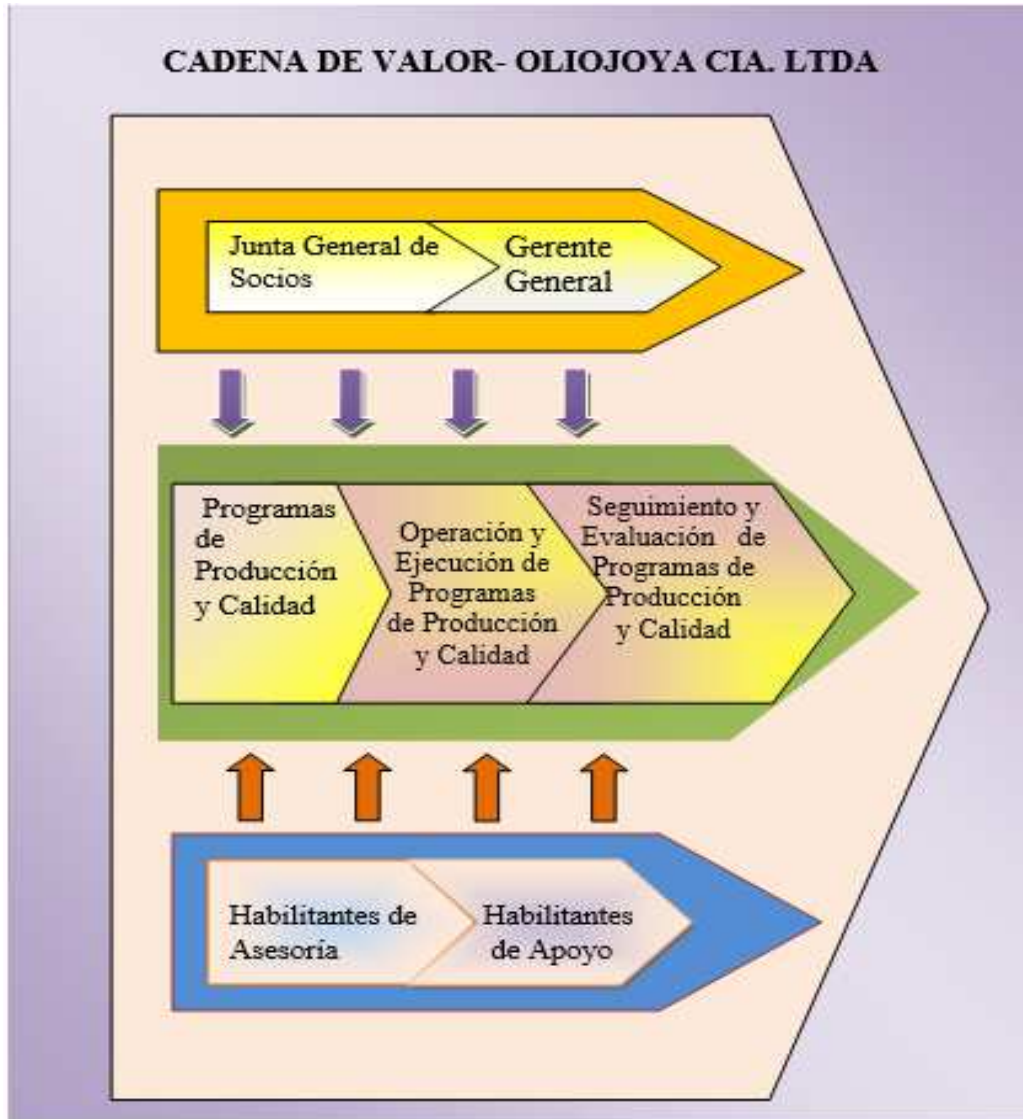 CADENA DE VALOR- OLIOJOYA CIA. LTDA
Junta General de
Socios
Gerente
General
Programas
de
Producción
y Calidad
Operación y
Ejecución de
Programas
de Producción
y Calidad
Seguimiento y
Evaluación de
Programas de
Producción
y Calidad
Habilitantes de
Asesoría
Habilitantes
de Apoyo